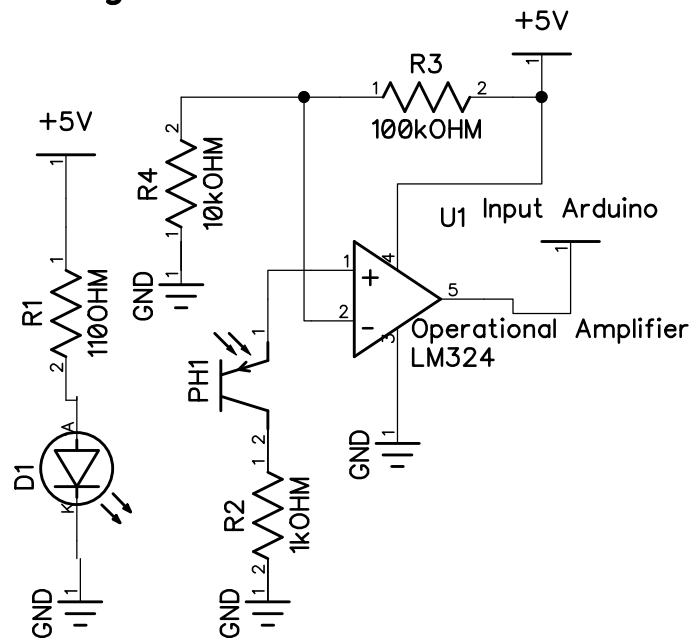 +5V
R3
1
1
2
100kOHM
+5V
1
2
R4
10kOHM
1
1
GND
U1
Input Arduino
1
1
+
4
2
-
3
5
Operational Amplifier
LM324
1
R1
110OHM
2
A
D1
K
1
GND
PH1
1
2
1
R2
1kOHM
2
1
GND
1
GND